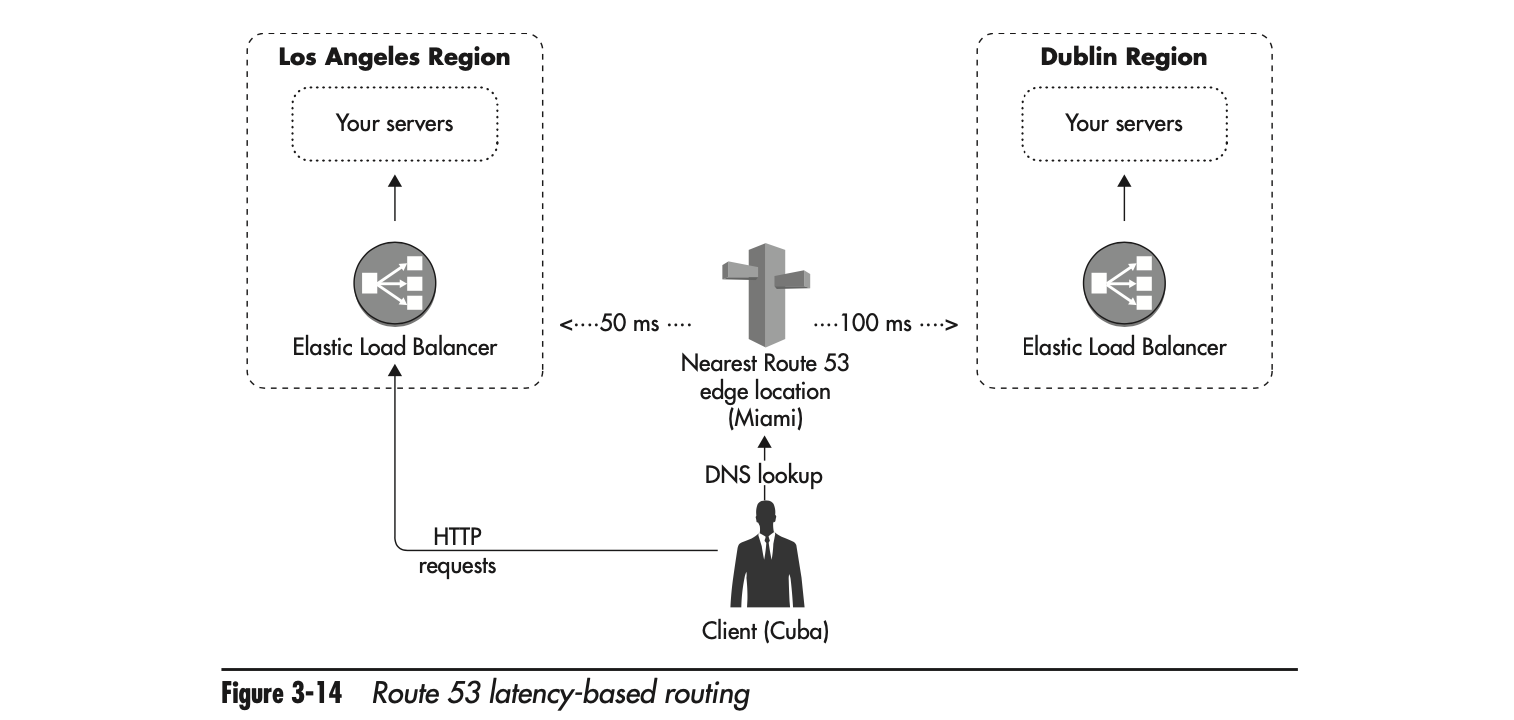 Los Angeles Region
Your servers
Elastic Load Balancer
Dublin Region
Your servers
Elastic Load Balancer
<····50 ms ····
····100 ms ····>
Nearest Route 53
edge location
(Miami)
DNS lookup
HTTP
requests
Client (Cuba)
Figure 3-14 Route 53 latency-based routing